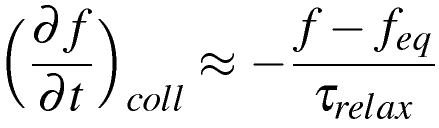 (∂f/∂t)_coll ≈ − (f − f_eq)/τ_relax